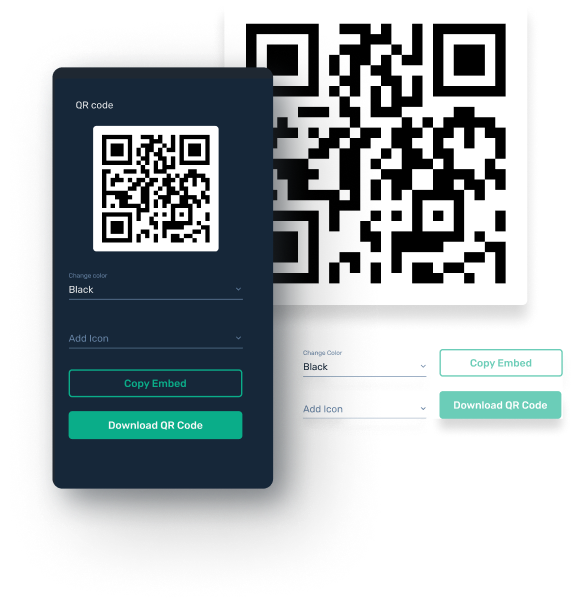 QR code
Change color
Black
Add Icon
Copy Embed
Download QR Code
Change Color
Black
Copy Embed
Add Icon
Download QR Code